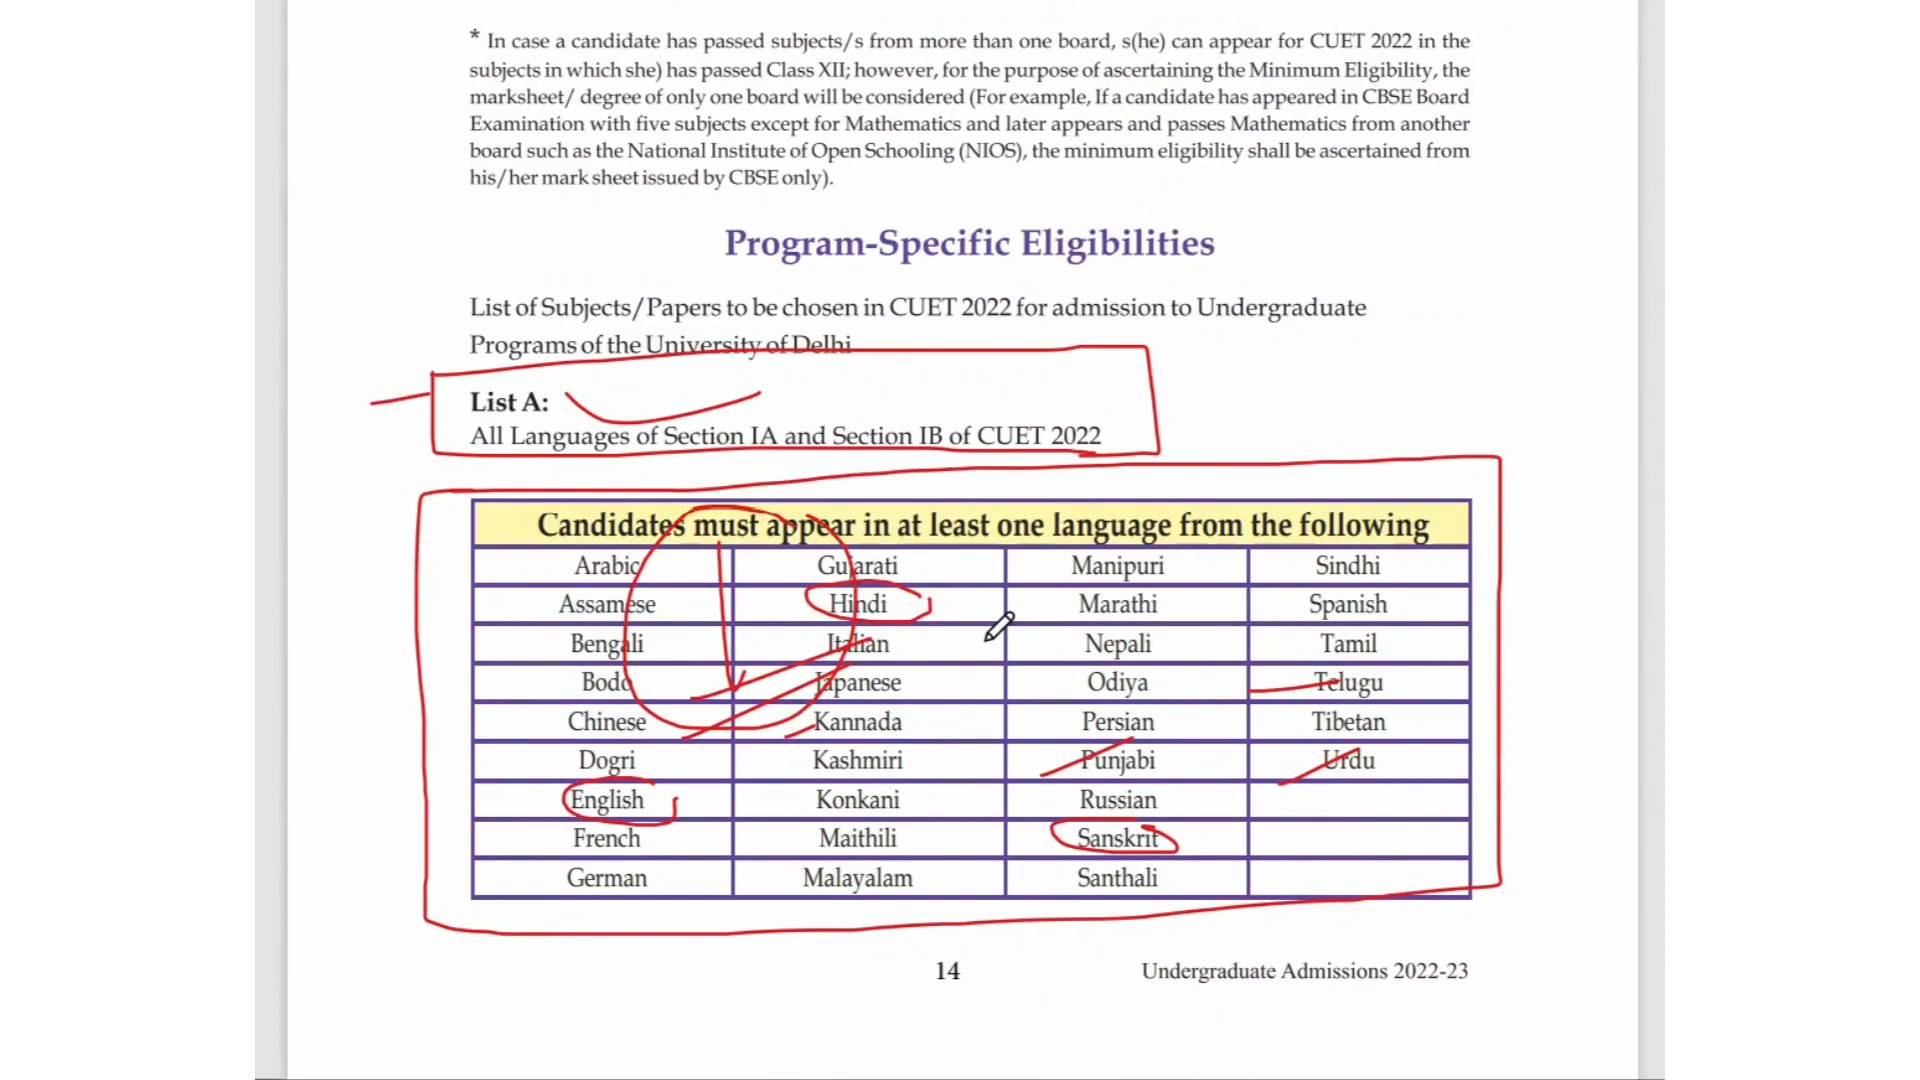 * In case a candidate has passed subjects/s from more than one board, s(he) can appear for CUET 2022 in the
subjects in which she) has passed Class XII; however, for the purpose of ascertaining the Minimum Eligibility, the
marksheet/ degree of only one board will be considered (For example, If a candidate has appeared in CBSE Board
Examination with five subjects except for Mathematics and later appears and passes Mathematics from another
board such as the National Institute of Open Schooling (NIOS), the minimum eligibility shall be ascertained from
his/her mark sheet issued by CBSE only).
Program-Specific Eligibilities
List of Subjects/Papers to be chosen in CUET 2022 for admission to Undergraduate
Programs of the University of Delhi
List A:
All Languages of Section IA and Section IB of CUET 2022
Candidates must appear in at least one language from the following
Arabic Gujarati Manipuri Sindhi
Assamese Hindi Marathi Spanish
Bengali Italian Nepali Tamil
Bodo Japanese Odiya Telugu
Chinese Kannada Persian Tibetan
Dogri Kashmiri Punjabi Urdu
English Konkani Russian
French Maithili Sanskrit
German Malayalam Santhali
14 Undergraduate Admissions 2022-23